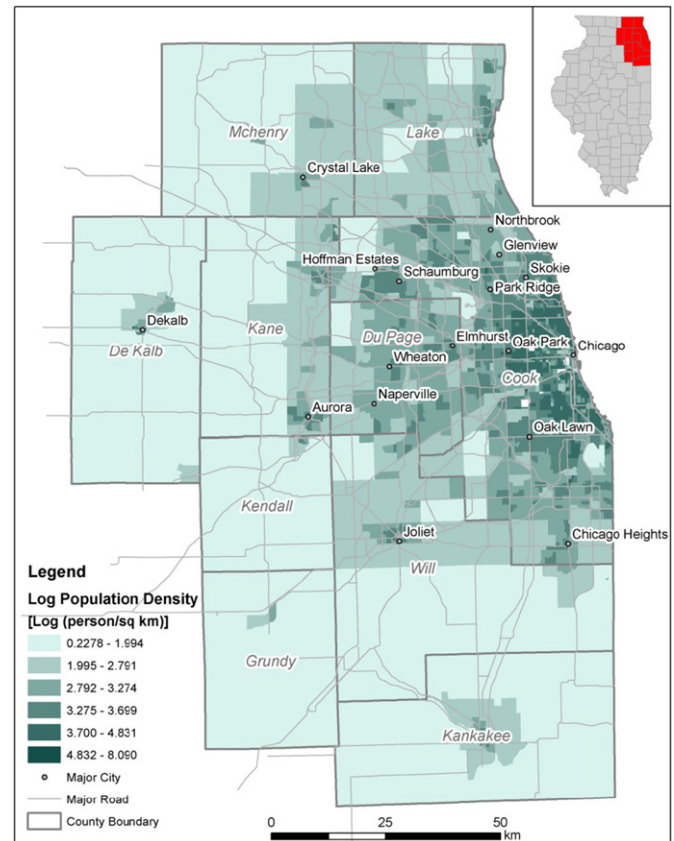 Mchenry
Lake
Crystal Lake
Northbrook
Glenview
Hoffman Estates
Schaumburg
Skokie
Park Ridge
Dekalb
De Kalb
Kane
Du Page
Elmhurst
Oak Park
Chicago
Wheaton
Cook
Naperville
Aurora
Oak Lawn
Kendall
Joliet
Chicago Heights
Will
Grundy
Kankakee
Legend
Log Population Density
[Log (person/sq km)]
0.2278 - 1.994
1.995 - 2.791
2.792 - 3.274
3.275 - 3.699
3.700 - 4.831
4.832 - 8.090
Major City
Major Road
County Boundary
0 25 50
km